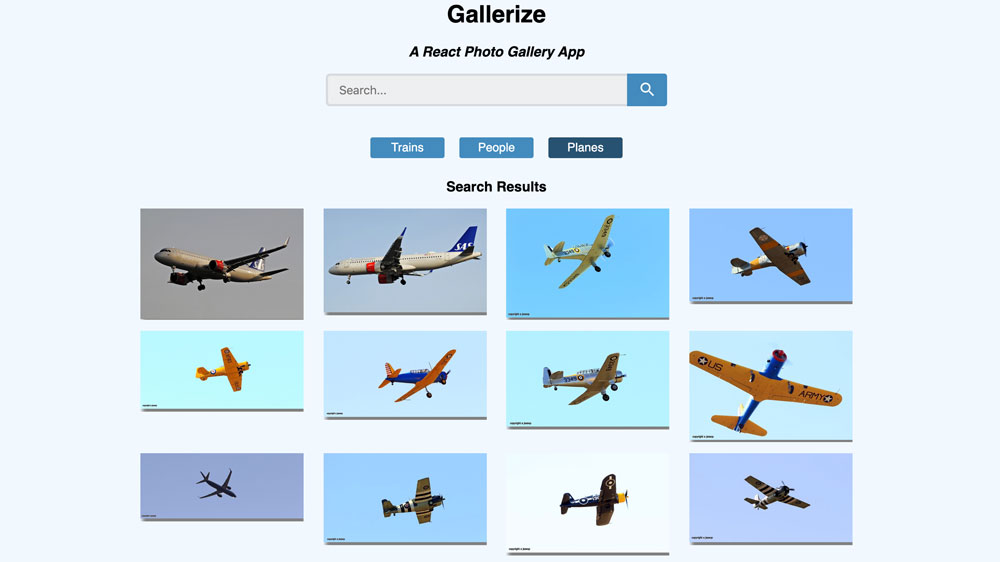 Gallerize
A React Photo Gallery App
Search...
Trains
People
Planes
Search Results
SAS
US
ARMY